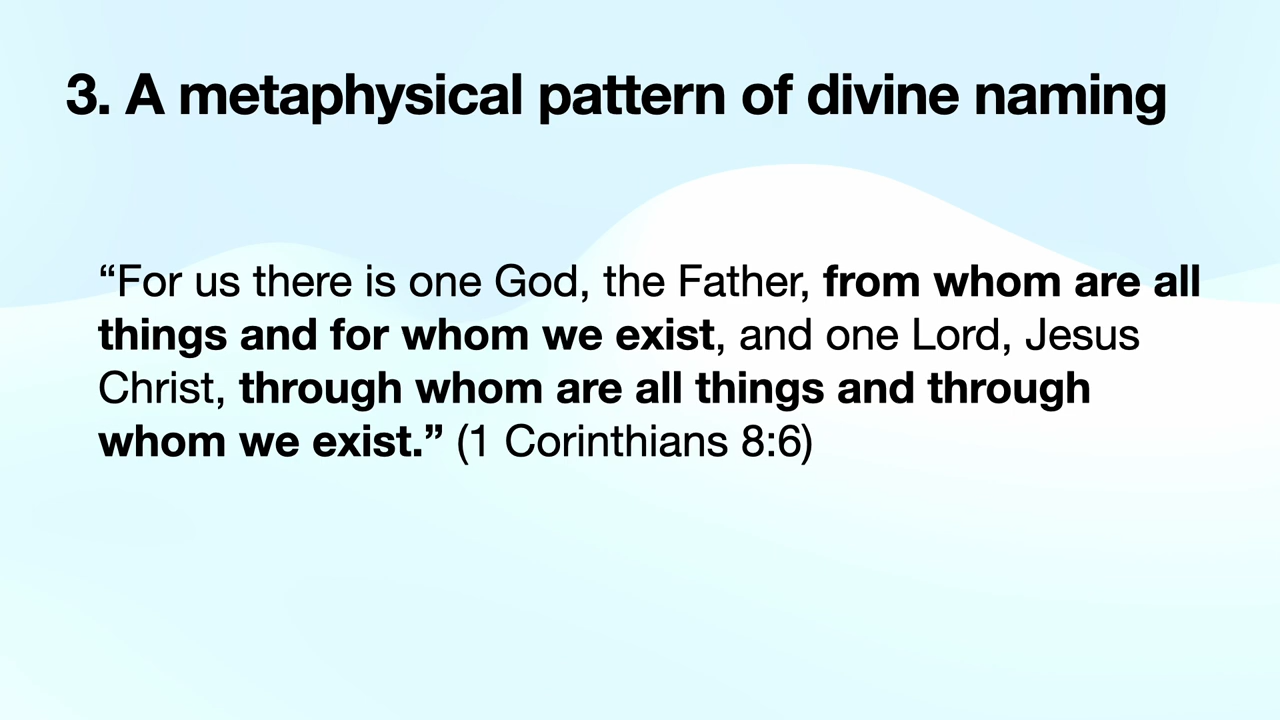 3. A metaphysical pattern of divine naming
“For us there is one God, the Father, from whom are all
things and for whom we exist, and one Lord, Jesus
Christ, through whom are all things and through
whom we exist.” (1 Corinthians 8:6)